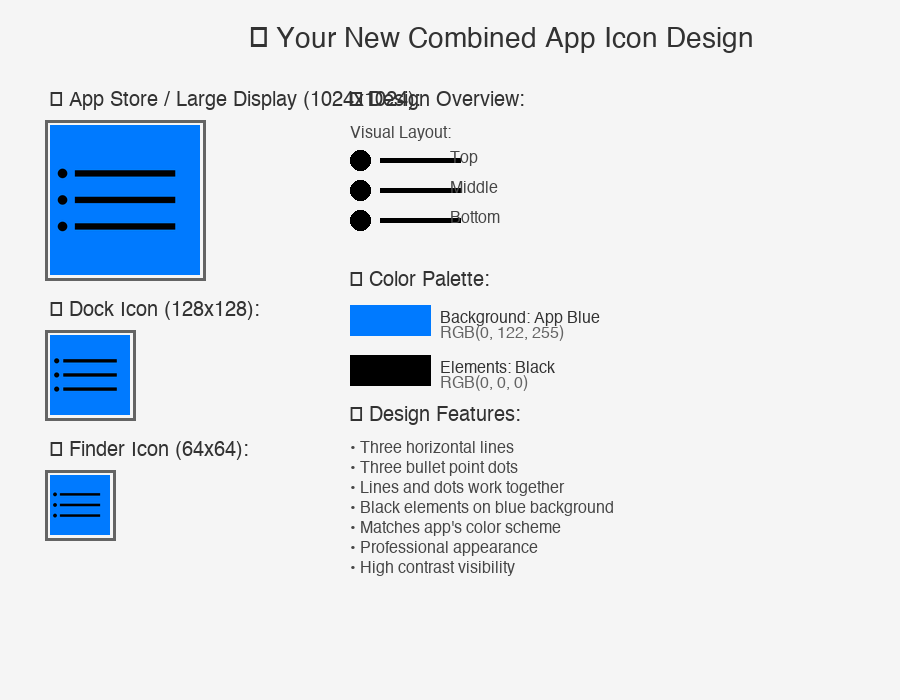 ▯ Your New Combined App Icon Design
▯ App Store / Large Display (1024x1024):
▯ Dock Icon (128x128):
▯ Finder Icon (64x64):
▯ Design Overview:
Visual Layout:
Top
Middle
Bottom
▯ Color Palette:
Background: App Blue
RGB(0, 122, 255)
Elements: Black
RGB(0, 0, 0)
▯ Design Features:
• Three horizontal lines
• Three bullet point dots
• Lines and dots work together
• Black elements on blue background
• Matches app's color scheme
• Professional appearance
• High contrast visibility